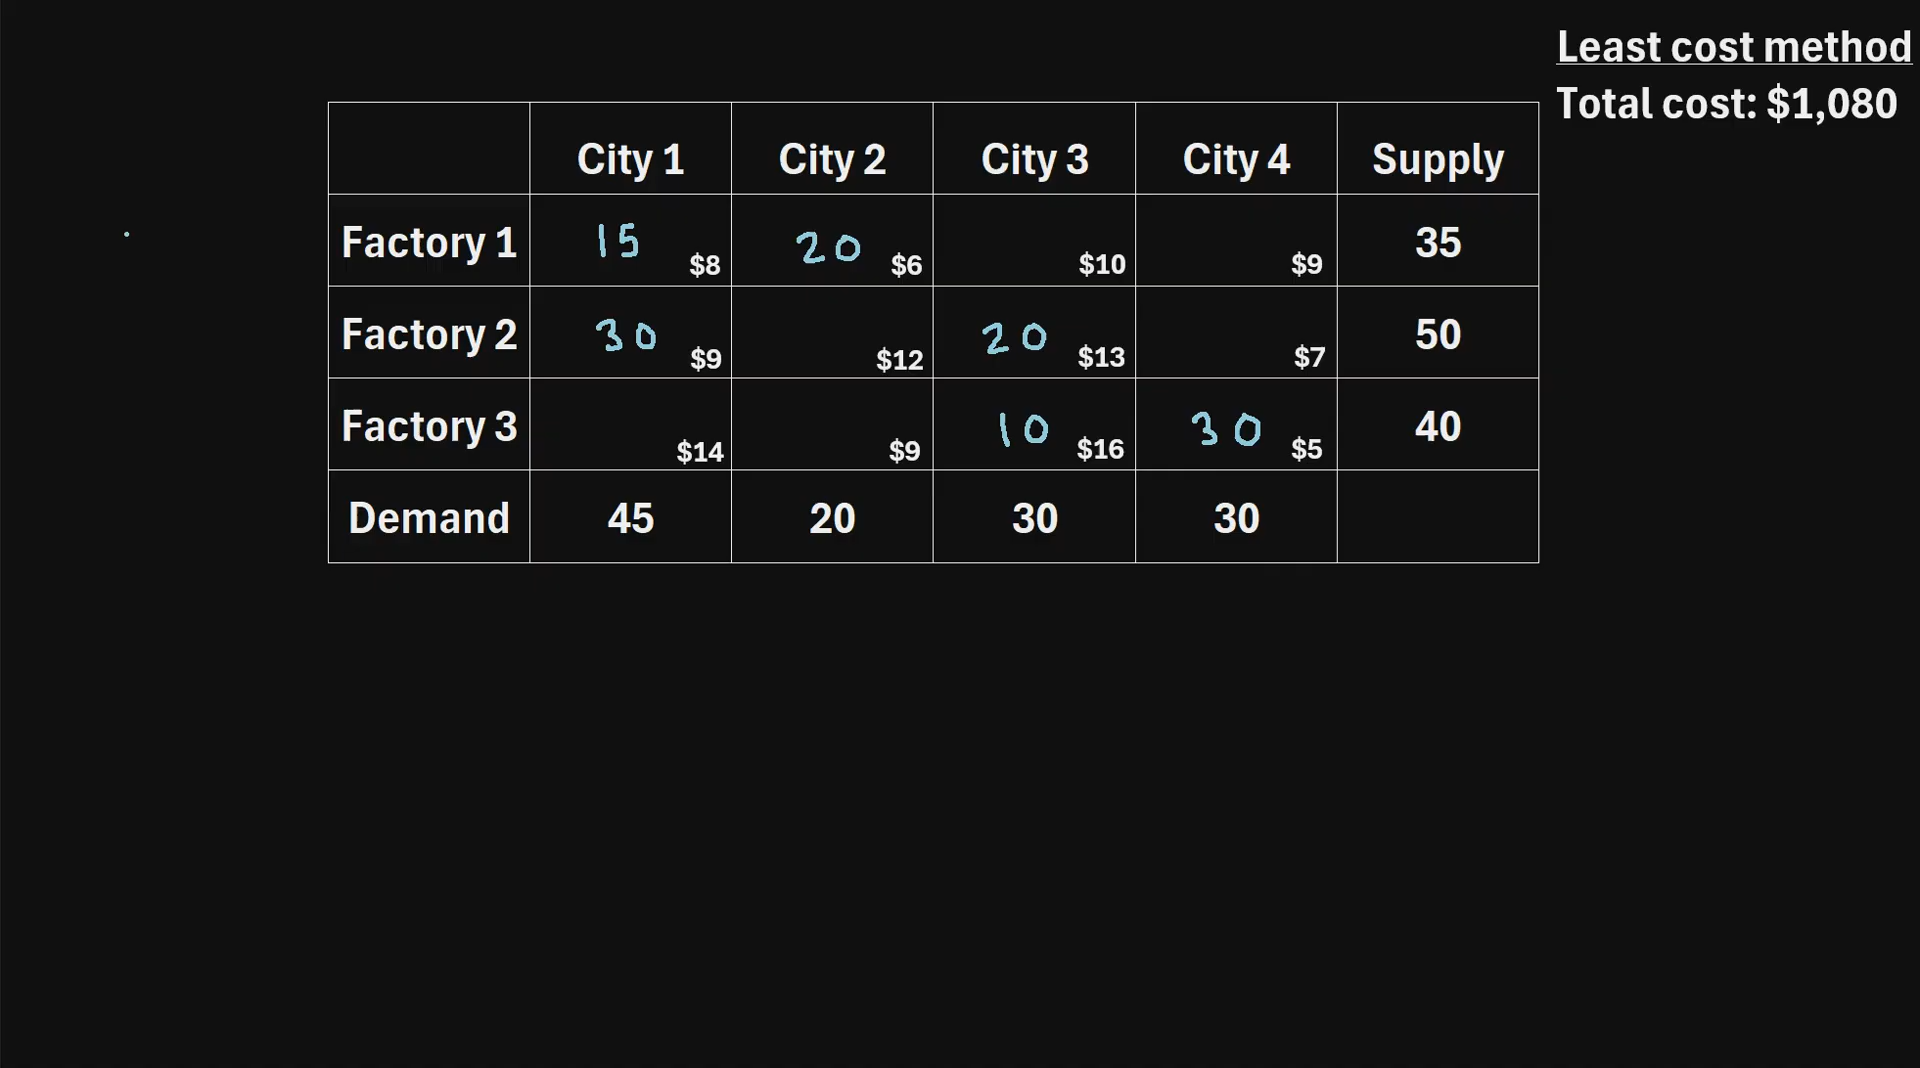 Least cost method
Total cost: $1,080
City 1 City 2 City 3 City 4 Supply
Factory 1 15 $8 20 $6 $10 $9 35
Factory 2 30 $9 $12 20 $13 $7 50
Factory 3 $14 $9 10 $16 30 $5 40
Demand 45 20 30 30